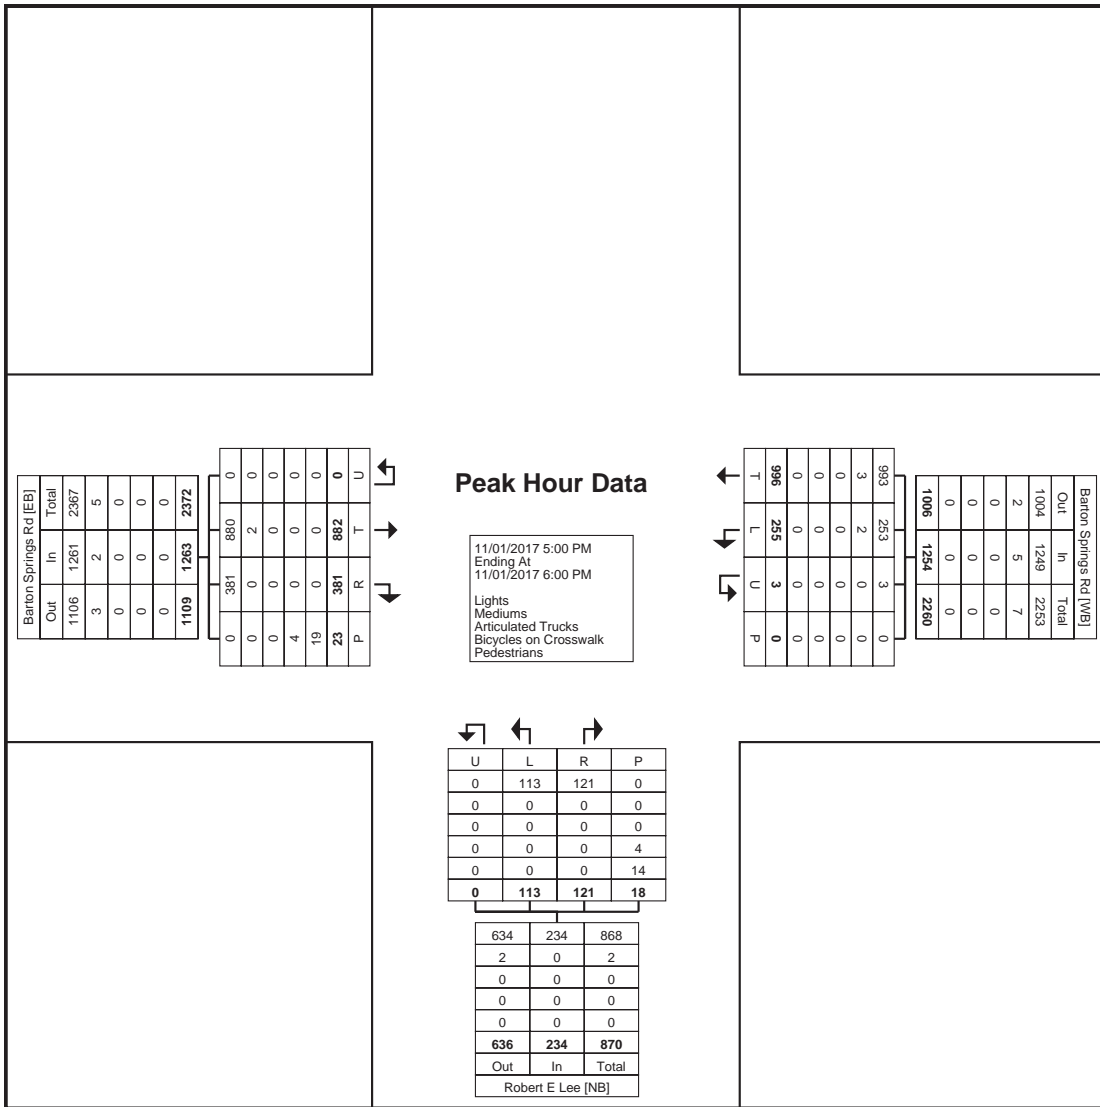 Peak Hour Data
11/01/2017 5:00 PM
Ending At
11/01/2017 6:00 PM
Lights
Mediums
Articulated Trucks
Bicycles on Crosswalk
Pedestrians
Barton Springs Rd [EB]
Total In Out
2367 1261 1106
5 2 3
0 0 0
0 0 0
0 0 0
2372 1263 1109
0 880 381 0
0 2 0 0
0 0 0 0
0 0 0 4
0 0 0 19
0 882 381 23
U T R P
Barton Springs Rd [WB]
Out In Total
1004 1249 2253
2 5 7
0 0 0
0 0 0
0 0 0
1006 1254 2260
993 253 3 0
3 2 0 0
0 0 0 0
0 0 0 0
0 0 0 0
996 255 3 0
T L U P
U L R P
0 113 121 0
0 0 0 0
0 0 0 0
0 0 0 4
0 0 0 14
0 113 121 18
634 234 868
2 0 2
0 0 0
0 0 0
0 0 0
636 234 870
Out In Total
Robert E Lee [NB]